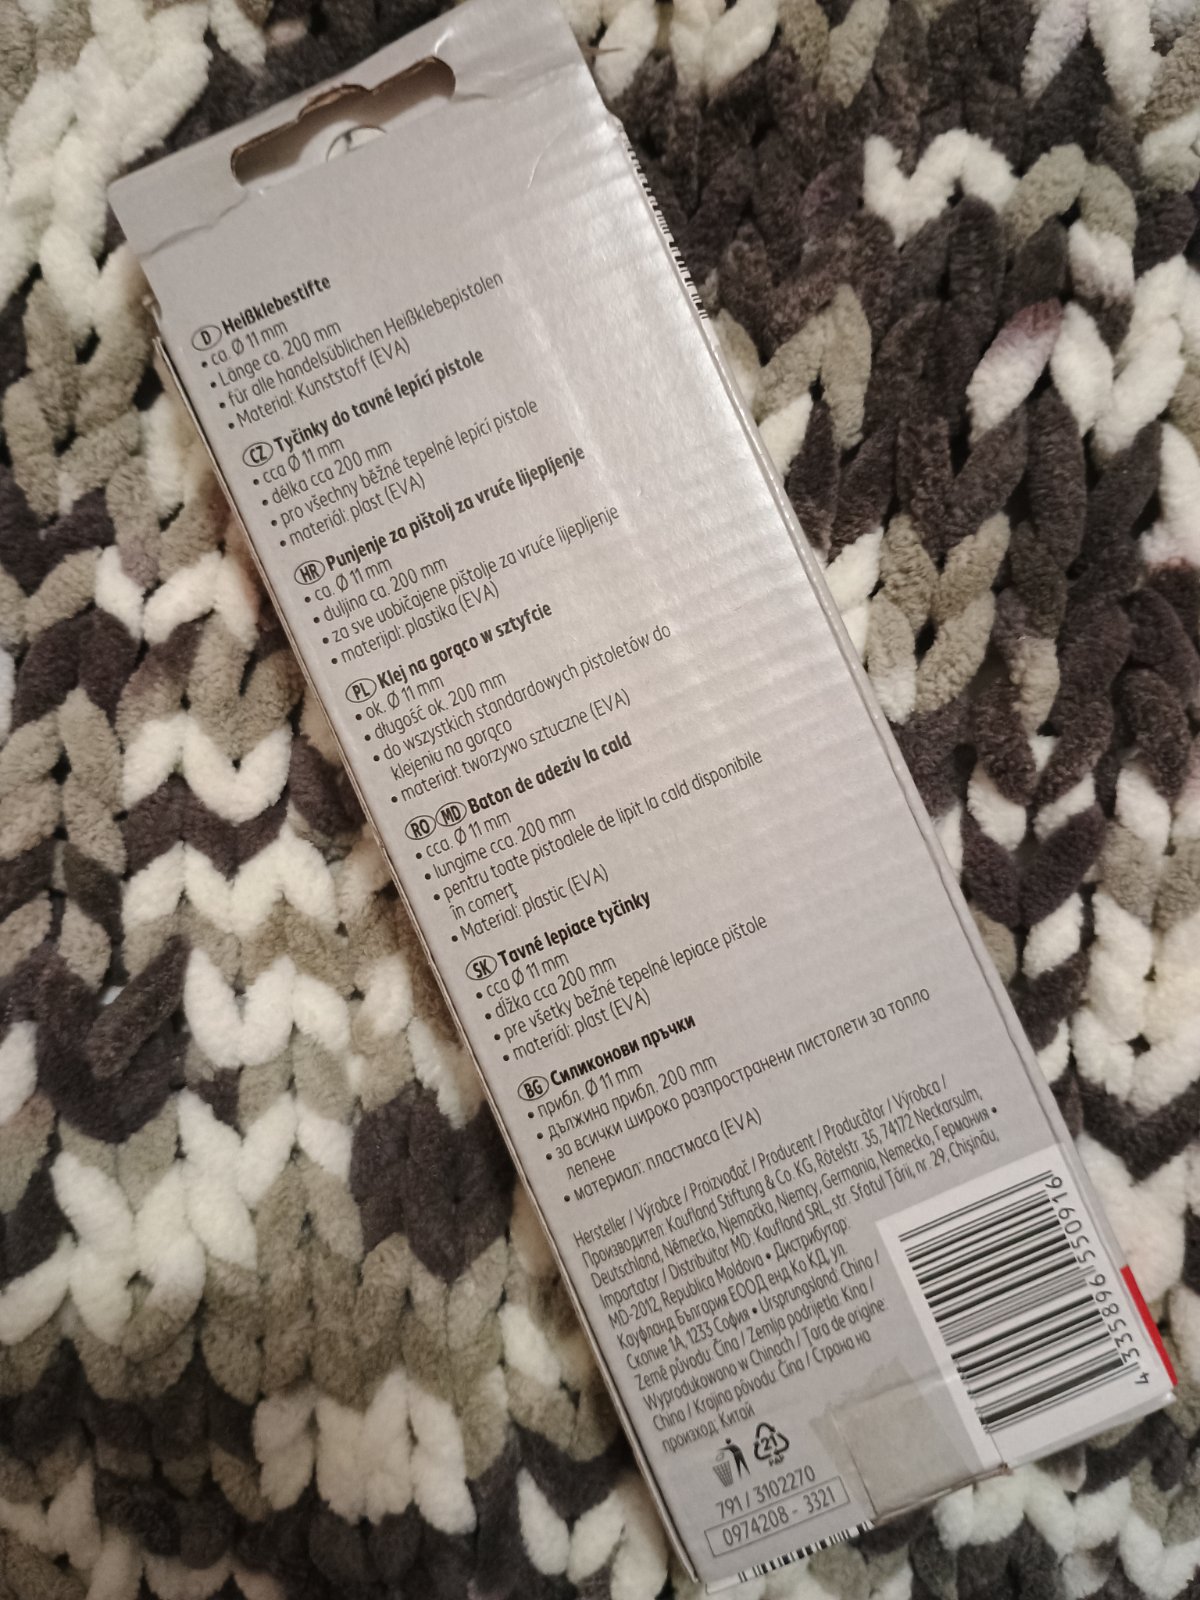 D Heißklebestifte
• ca. Ø 11 mm
• Länge ca. 200 mm
• für alle handelsüblichen Heißklebepistolen
• Material: Kunststoff (EVA)
CZ Tyčinky do tavné lepící pistole
• cca Ø 11 mm
• délka cca 200 mm
• pro všechny běžné tepelné lepící pistole
• materiál: plast (EVA)
HR Punjenje za pištolj za vruće lijepljenje
• ca. Ø 11 mm
• duljina ca. 200 mm
• za sve uobičajene pištolje za vruće lijepljenje
• materijal: plastika (EVA)
PL Klej na gorąco w sztyfcie
• ok. Ø 11 mm
• długość ok. 200 mm
• do wszystkich standardowych pistoletów do
klejeniu na gorąco
• materiał: tworzywo sztuczne (EVA)
RO MD Baton de adeziv la cald
• cca. Ø 11 mm
• lungime cca. 200 mm
• pentru toate pistoalele de lipit la cald disponibile
în comerț
• Material: plastic (EVA)
SK Tavné lepiace tyčinky
• cca Ø 11 mm
• dĺžka cca 200 mm
• pre všetky bežné tepelné lepiace pištole
• materiál: plast (EVA)
BG Силиконови пръчки
• прибл. Ø 11 mm
• дължина прибл. 200 mm
• за всички широко разпространени пистолети за топло
лепене
• материал: пластмаса (EVA)
Hersteller / Výrobce / Proizvođač / Producent / Producător / Výrobca /
Производител: Kaufland Stiftung & Co. KG, Rötelstr. 35, 74172 Neckarsulm,
Deutschland, Německo, Njemačka, Niemcy, Germania, Nemecko, Германия •
Importator / Distribuitor MD: Kaufland SRL, str. Sfatul Țării, nr. 29, Chișinău,
MD-2012, Republica Moldova • Дистрибутор:
Кауфланд България ЕООД енд Ко КД, ул.
Скопие 1А, 1233 София • Ursprungsland: China /
Země původu: Čína / Zemlja podrijetla: Kina /
Wyprodukowano w Chinach / Țara de origine:
China / Krajina pôvodu: Čína / Страна на
произход: Китай
21
PAP
791 / 3102270
0974208 - 3321
4 335896 550916